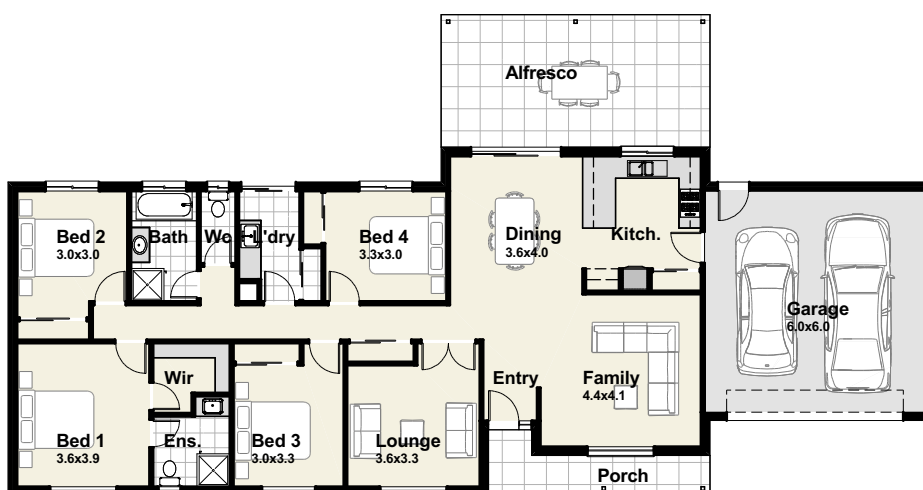 Alfresco
Bed 2
3.0x3.0
Bath
Wc
L'dry
Bed 4
3.3x3.0
Dining
3.6x4.0
Kitch.
Garage
6.0x6.0
Wir
Entry
Family
4.4x4.1
Bed 1
3.6x3.9
Ens.
Bed 3
3.0x3.3
Lounge
3.6x3.3
Porch